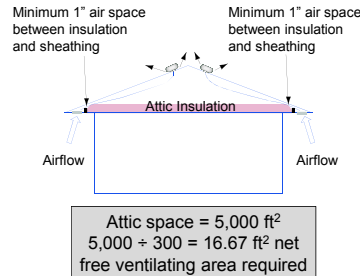 Minimum 1” air space
between insulation
and sheathing
Minimum 1” air space
between insulation
and sheathing
Attic Insulation
Airflow
Airflow
Attic space = 5,000 ft²
5,000 ÷ 300 = 16.67 ft² net
free ventilating area required